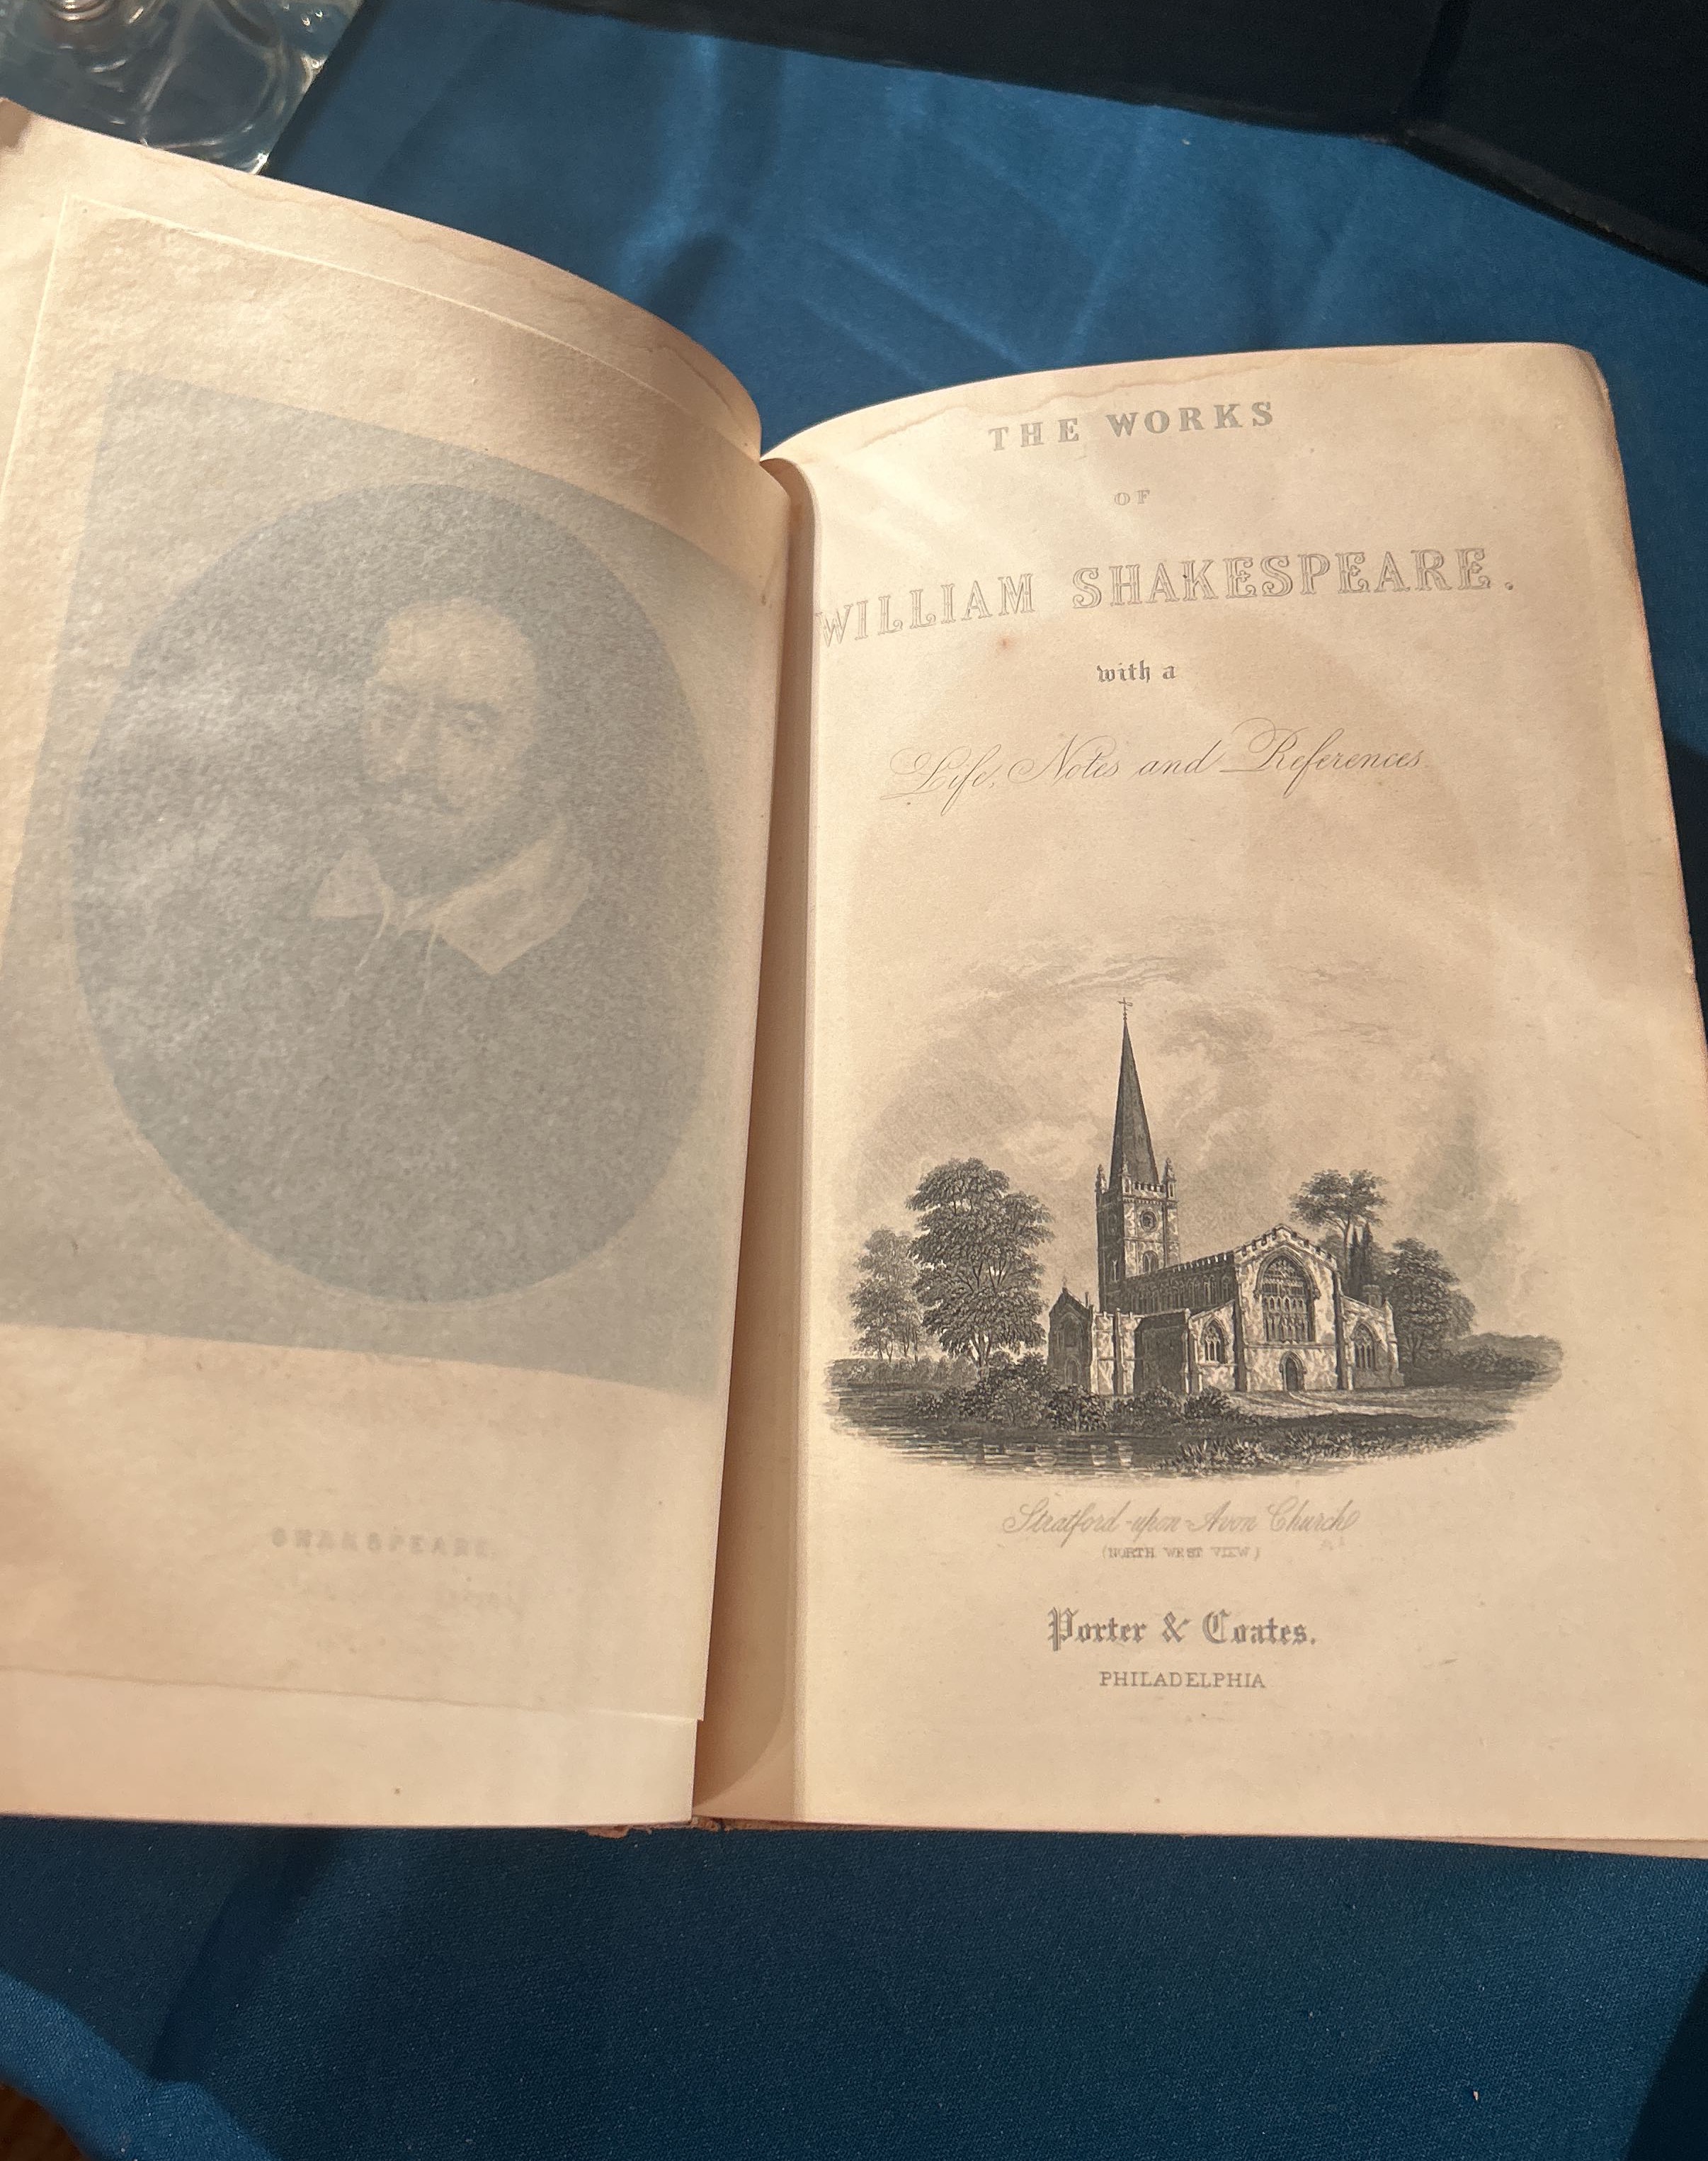 SHAKSPEARE.
THE WORKS
OF
WILLIAM SHAKESPEARE.
with a
Life, Notes and References.
Stratford-upon-Avon Church
(NORTH WEST VIEW)
Porter & Coates.
PHILADELPHIA